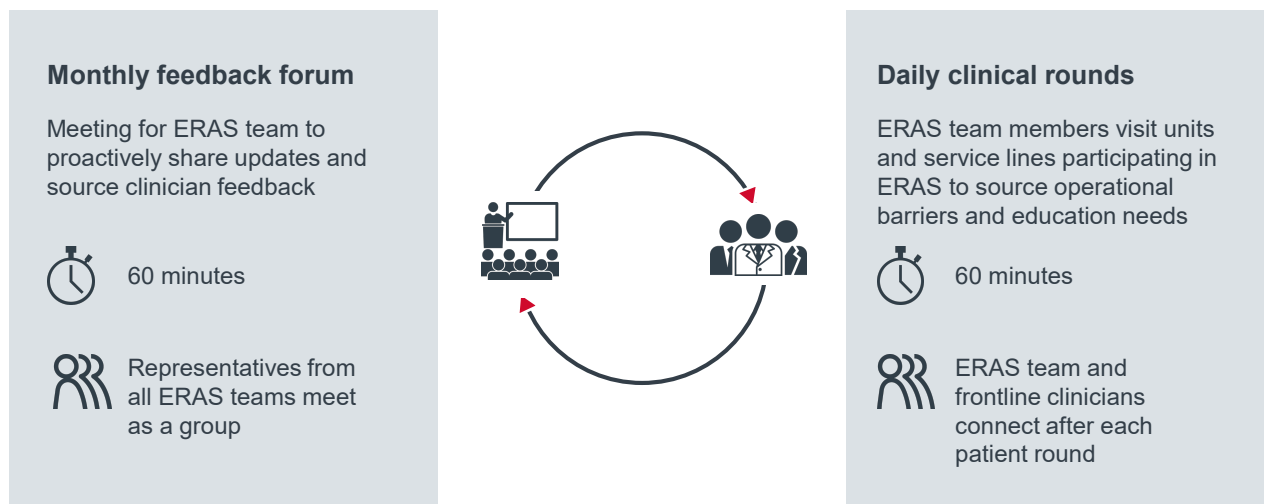 Monthly feedback forum
Meeting for ERAS team to
proactively share updates and
source clinician feedback
60 minutes
Representatives from
all ERAS teams meet
as a group
Daily clinical rounds
ERAS team members visit units
and service lines participating in
ERAS to source operational
barriers and education needs
60 minutes
ERAS team and
frontline clinicians
connect after each
patient round